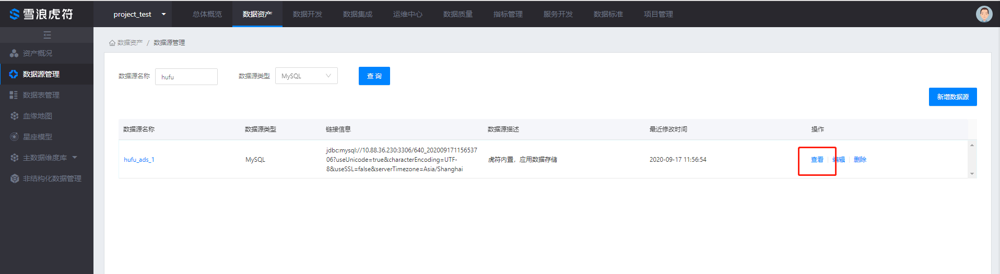 雪浪虎符
project_test
总体概览
数据资产
数据开发
数据集成
运维中心
数据质量
指标管理
服务开发
数据标准
项目管理
资产概况
数据源管理
数据表管理
血缘地图
星座模型
主数据维度库
非结构化数据管理
数据资产 / 数据源管理
数据源名称 hufu 数据源类型 MySQL 查 询
新增数据源
数据源名称 数据源类型 链接信息 数据源描述 最近修改时间 操作
hufu_ads_1
MySQL
jdbc:mysql://10.88.36.230:3306/640_202009171156537
06?useUnicode=true&characterEncoding=UTF-
8&useSSL=false&serverTimezone=Asia/Shanghai
虎符内置，应用数据存储
2020-09-17 11:56:54
查看 编辑 删除